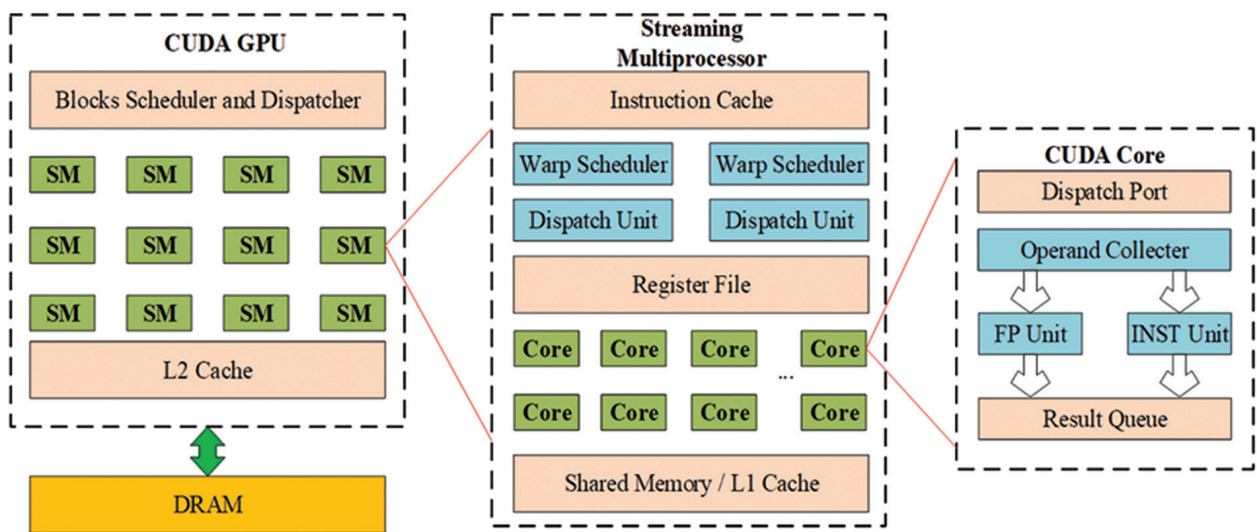 CUDA GPU
Blocks Scheduler and Dispatcher
SM SM SM SM
SM SM SM SM
SM SM SM SM
L2 Cache
DRAM
Streaming
Multiprocessor
Instruction Cache
Warp Scheduler Warp Scheduler
Dispatch Unit Dispatch Unit
Register File
Core Core Core Core
...
Core Core Core Core
Shared Memory / L1 Cache
CUDA Core
Dispatch Port
Operand Collecter
FP Unit INST Unit
Result Queue